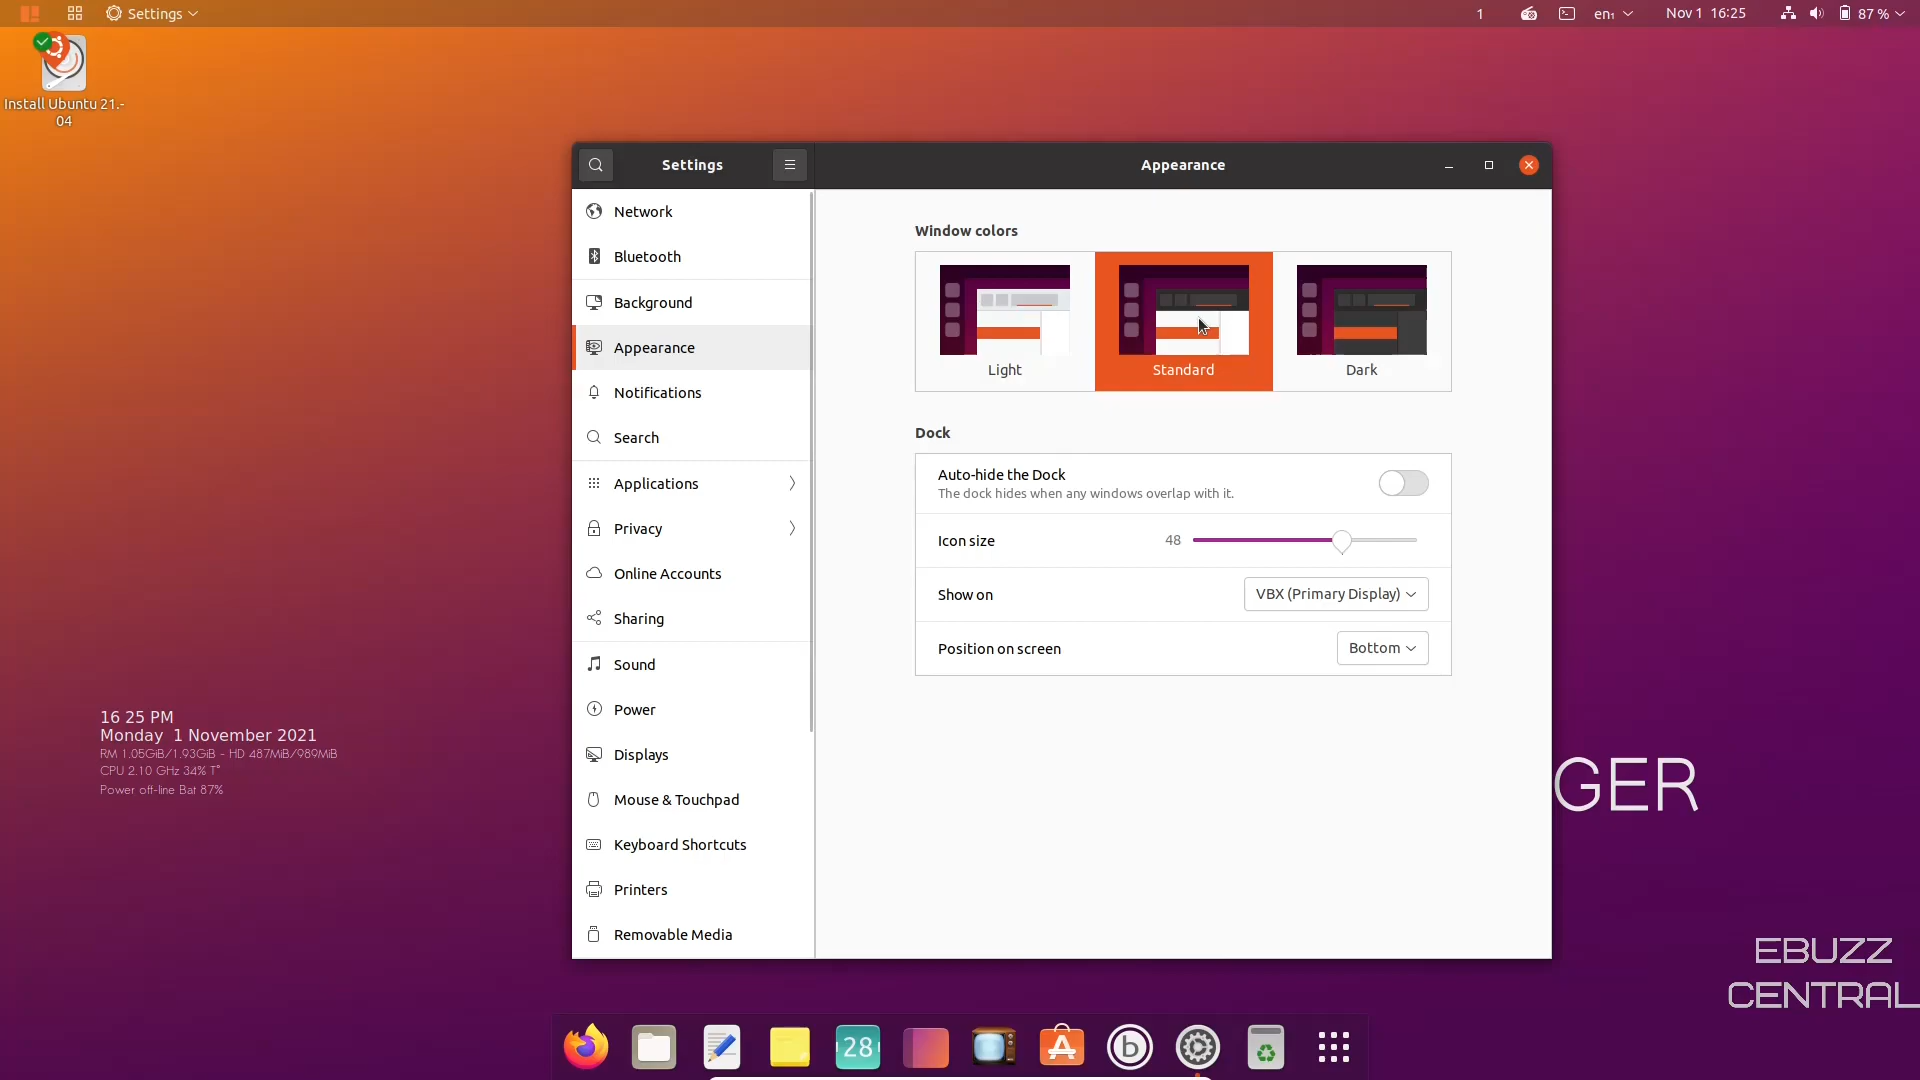 Settings
1
en₁
Nov 1 16:25
87 %
Install Ubuntu 21.-
04
Settings
Appearance
Network
Bluetooth
Background
Appearance
Notifications
Search
Applications
Privacy
Online Accounts
Sharing
Sound
Power
Displays
Mouse & Touchpad
Keyboard Shortcuts
Printers
Removable Media
Window colors
Light
Standard
Dark
Dock
Auto-hide the Dock
The dock hides when any windows overlap with it.
Icon size
48
Show on
VBX (Primary Display)
Position on screen
Bottom
16 25 PM
Monday 1 November 2021
RM 1.05GiB/1.93GiB - HD 487MiB/989MiB
CPU 2.10 GHz 34% T°
Power off-line Bat 87%
GER
EBUZZ
CENTRAL
28
b